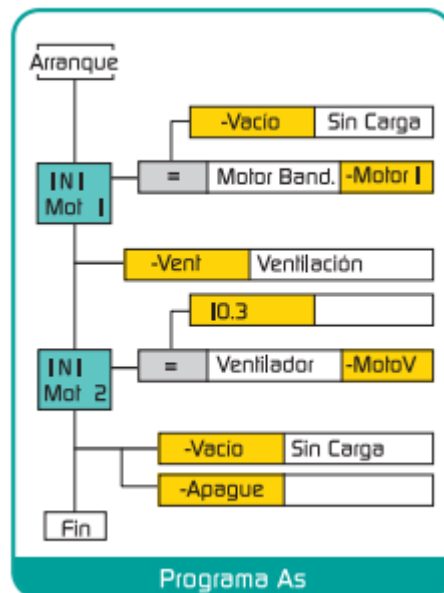 Arranque
-Vacio Sin Carga
INI
Mot 1
= Motor Band. -Motor 1
-Vent Ventilación
I0.3
INI
Mot 2
= Ventilador -MotoV
-Vacio Sin Carga
-Apague
Fin
Programa As